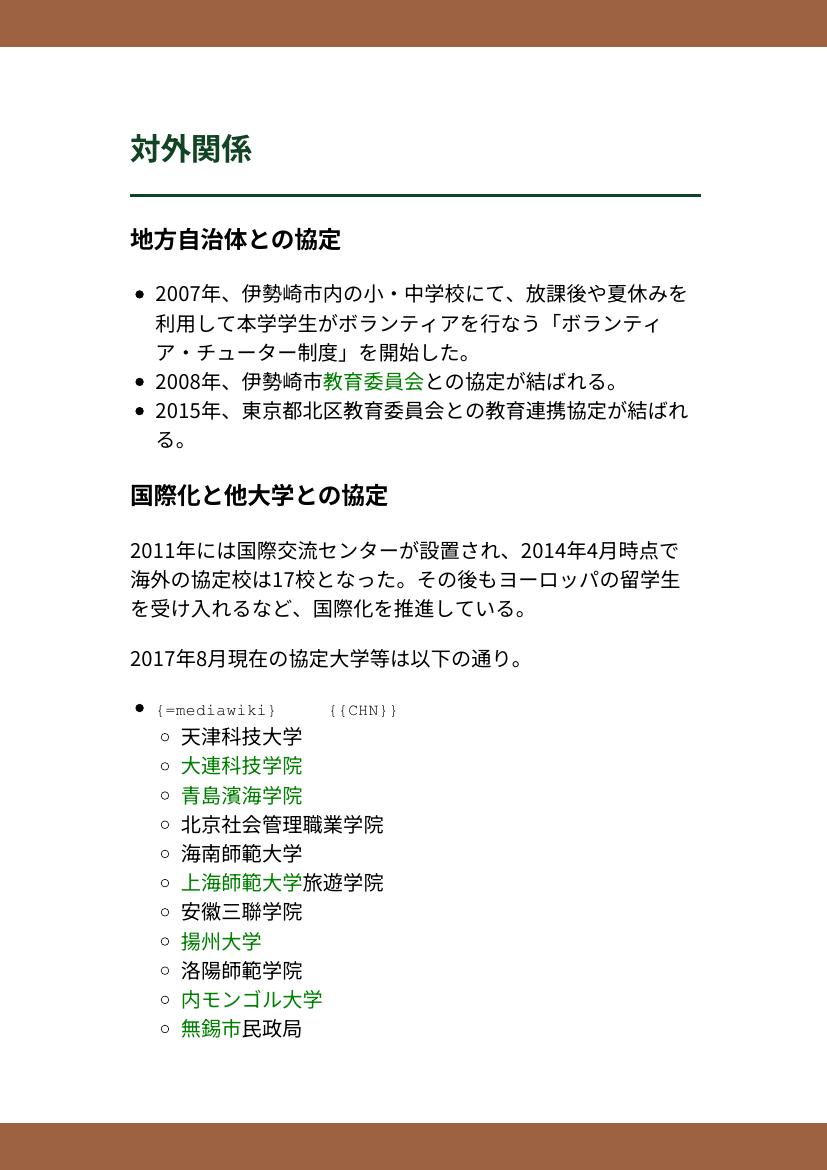 対外関係
地方自治体との協定
• 2007年、伊勢崎市内の小・中学校にて、放課後や夏休みを
利用して本学学生がボランティアを行なう「ボランティ
ア・チューター制度」を開始した。
• 2008年、伊勢崎市教育委員会との協定が結ばれる。
• 2015年、東京都北区教育委員会との教育連携協定が結ばれ
る。
国際化と他大学との協定
2011年には国際交流センターが設置され、2014年4月時点で
海外の協定校は17校となった。その後もヨーロッパの留学生
を受け入れるなど、国際化を推進している。
2017年8月現在の協定大学等は以下の通り。
• {=mediawiki} {{CHN}}
○ 天津科技大学
○ 大連科技学院
○ 青島濱海学院
○ 北京社会管理職業学院
○ 海南師範大学
○ 上海師範大学旅遊学院
○ 安徽三聯学院
○ 揚州大学
○ 洛陽師範学院
○ 内モンゴル大学
○ 無錫市民政局